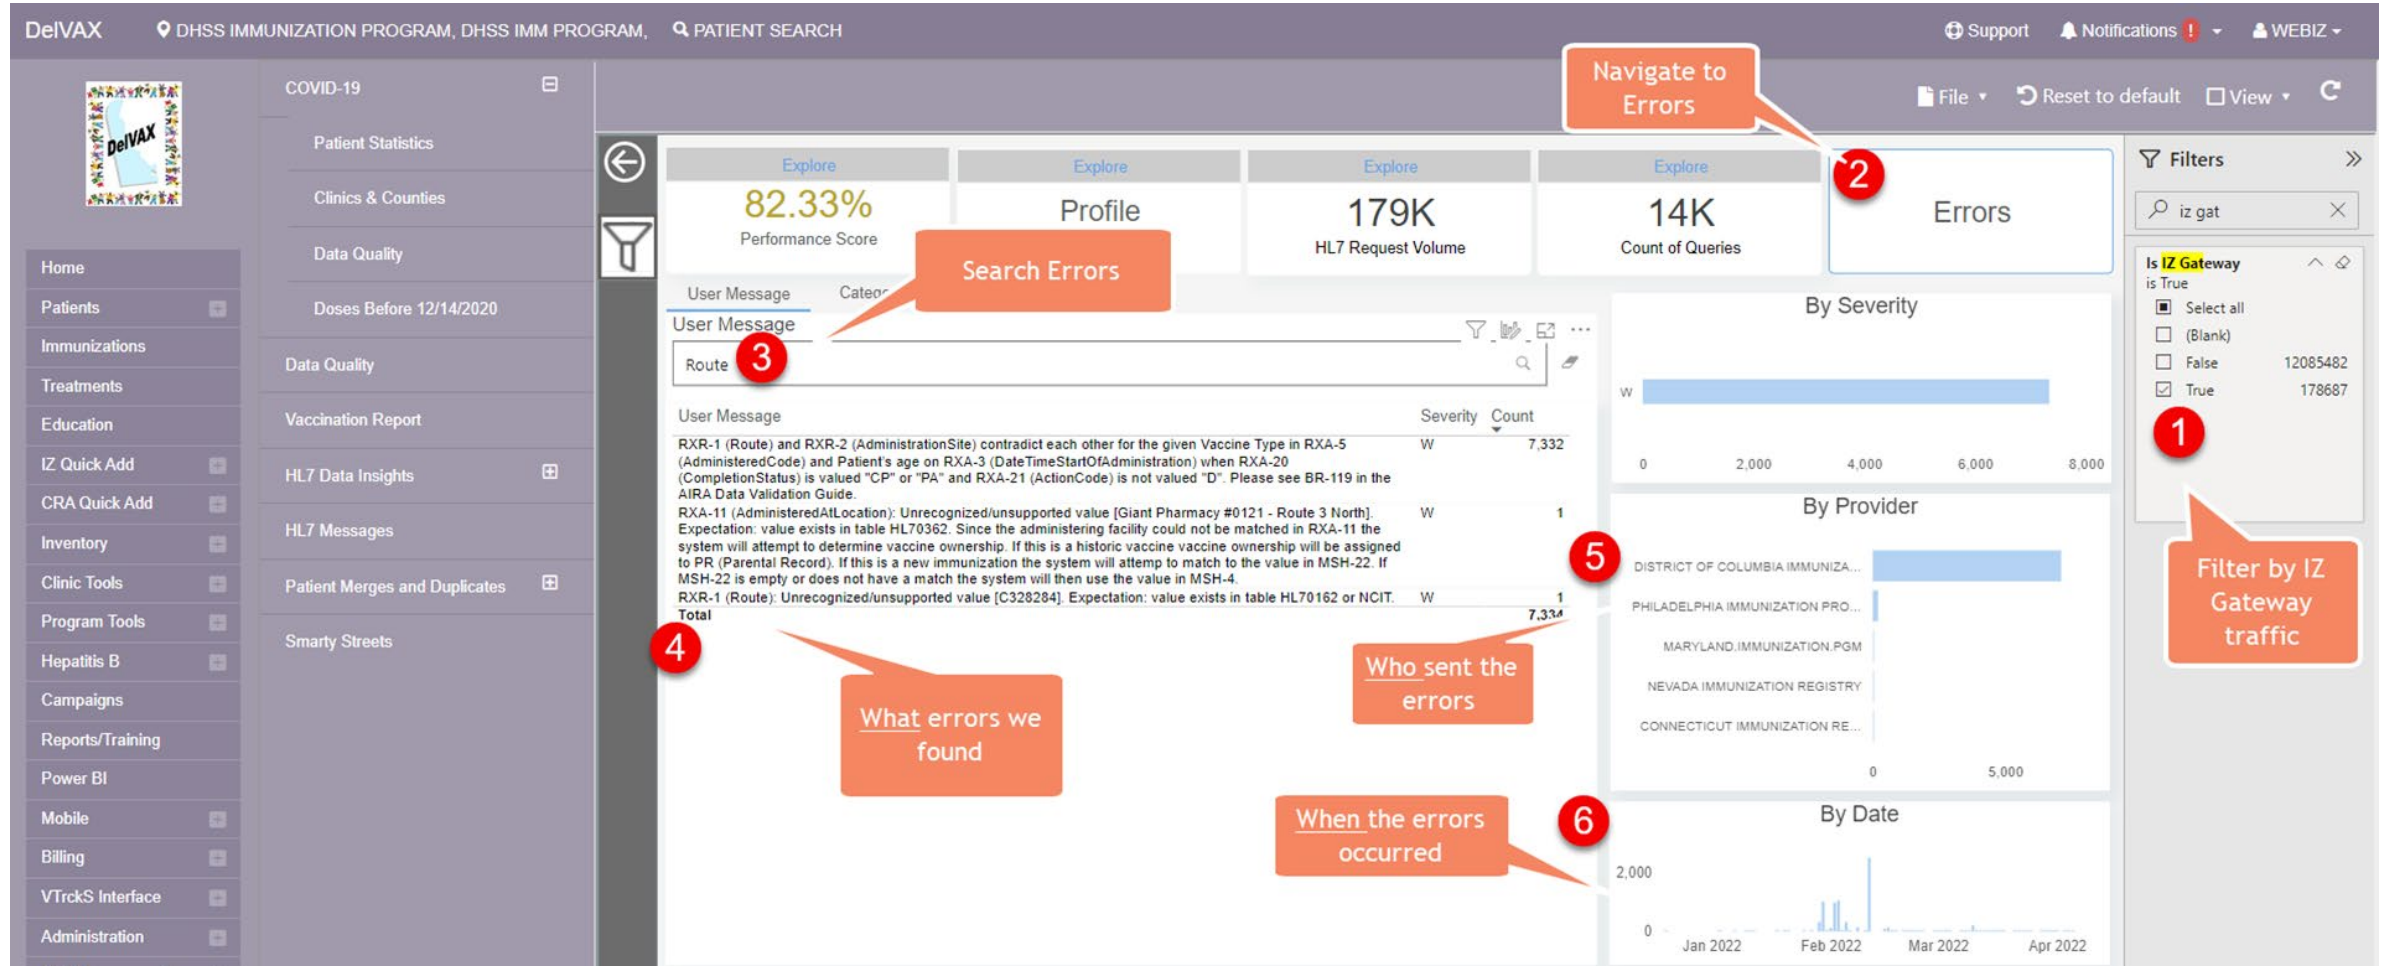 DelVAX
DHSS IMMUNIZATION PROGRAM, DHSS IMM PROGRAM,
PATIENT SEARCH
Support
Notifications !
WEBIZ
DelVAX
Home
Patients
Immunizations
Treatments
Education
IZ Quick Add
CRA Quick Add
Inventory
Clinic Tools
Program Tools
Hepatitis B
Campaigns
Reports/Training
Power BI
Mobile
Billing
VTrckS Interface
Administration
COVID-19
Patient Statistics
Clinics & Counties
Data Quality
Doses Before 12/14/2020
Data Quality
Vaccination Report
HL7 Data Insights
HL7 Messages
Patient Merges and Duplicates
Smarty Streets
Navigate to
Errors
File
Reset to default
View
Explore
82.33%
Performance Score
Explore
Profile
Explore
179K
HL7 Request Volume
Explore
14K
Count of Queries
2
Errors
Search Errors
User Message
User Message
Route
3
User Message Severity Count
RXR-1 (Route) and RXR-2 (AdministrationSite) contradict each other for the given Vaccine Type in RXA-5 W 7,332
(AdministeredCode) and Patient's age on RXA-3 (DateTimeStartOfAdministration) when RXA-20
(CompletionStatus) is valued "CP" or "PA" and RXA-21 (ActionCode) is not valued "D". Please see BR-119 in the
AIRA Data Validation Guide.
RXA-11 (AdministeredAtLocation): Unrecognized/unsupported value [Giant Pharmacy #0121 - Route 3 North]. W 1
Expectation: value exists in table HL70362. Since the administering facility could not be matched in RXA-11 the
system will attempt to determine vaccine ownership. If this is a historic vaccine vaccine ownership will be assigned
to PR (Parental Record). If this is a new immunization the system will attemp to match to the value in MSH-22. If
MSH-22 is empty or does not have a match the system will then use the value in MSH-4.
RXR-1 (Route): Unrecognized/unsupported value [C328284]. Expectation: value exists in table HL70162 or NCIT. W 1
Total 7,334
4
What errors we
found
Who sent the
errors
When the errors
occurred
By Severity
W
0 2,000 4,000 6,000 8,000
By Provider
5
DISTRICT OF COLUMBIA IMMUNIZA...
PHILADELPHIA IMMUNIZATION PRO...
MARYLAND.IMMUNIZATION.PGM
NEVADA IMMUNIZATION REGISTRY
CONNECTICUT IMMUNIZATION RE...
0 5,000
6
By Date
2,000
0
Jan 2022 Feb 2022 Mar 2022 Apr 2022
Filters
iz gat
Is IZ Gateway
is True
Select all
(Blank)
False 12085482
True 178687
1
Filter by IZ
Gateway
traffic